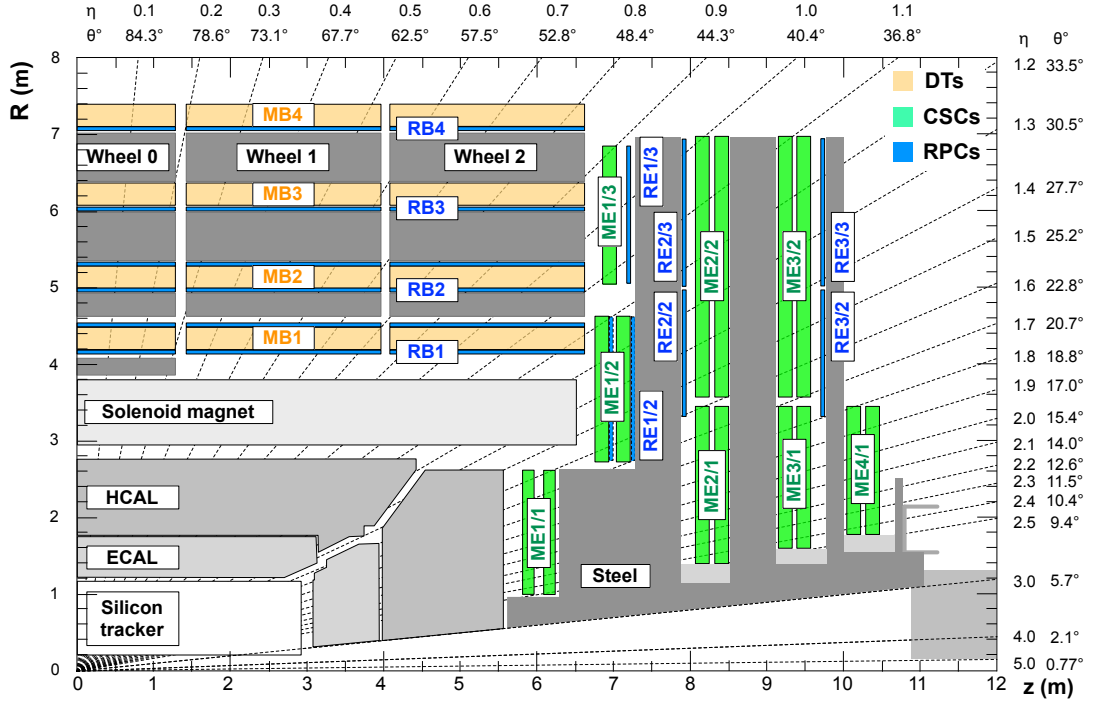 η 0.1 0.2 0.3 0.4 0.5 0.6 0.7 0.8 0.9 1.0 1.1
θ° 84.3° 78.6° 73.1° 67.7° 62.5° 57.5° 52.8° 48.4° 44.3° 40.4° 36.8° η θ°
R (m)
8
7
6
5
4
3
2
1
0
1.2 33.5°
1.3 30.5°
1.4 27.7°
1.5 25.2°
1.6 22.8°
1.7 20.7°
1.8 18.8°
1.9 17.0°
2.0 15.4°
2.1 14.0°
2.2 12.6°
2.3 11.5°
2.4 10.4°
2.5 9.4°
3.0 5.7°
4.0 2.1°
5.0 0.77°
DTs
CSCs
RPCs
MB4
RB4
Wheel 0 Wheel 1 Wheel 2
MB3
RB3
MB2
RB2
MB1
RB1
Solenoid magnet
HCAL
ECAL
Silicon
tracker
Steel
ME1/3
RE1/3
RE2/3
ME2/2
ME3/2
RE3/3
RE2/2
RE3/2
ME1/2
RE1/2
ME1/1
ME2/1
ME3/1
ME4/1
0 1 2 3 4 5 6 7 8 9 10 11 12
z (m)